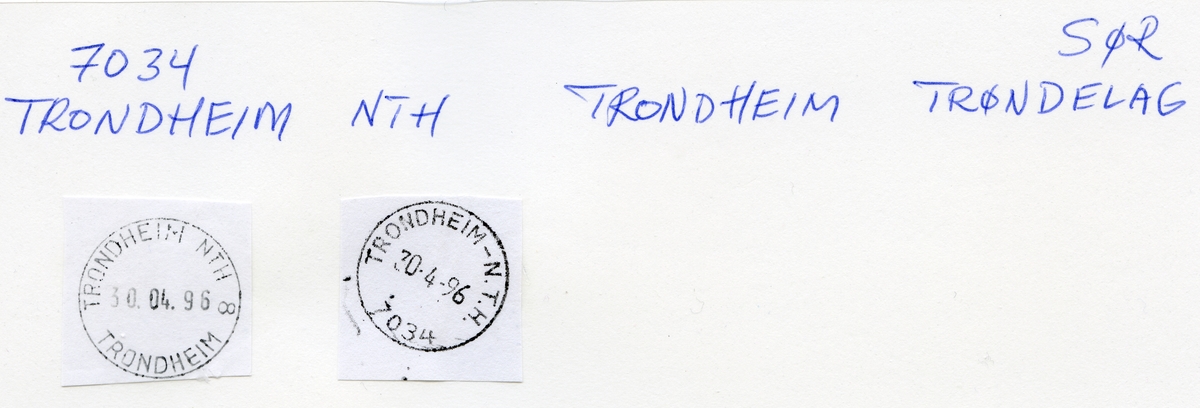 7034
TRONDHEIM NTH TRONDHEIM SØR
TRØNDELAG
TRONDHEIM NTH 8
30.04.96
TRONDHEIM
TRONDHEIM-N.T.H.
30-4-96
7034